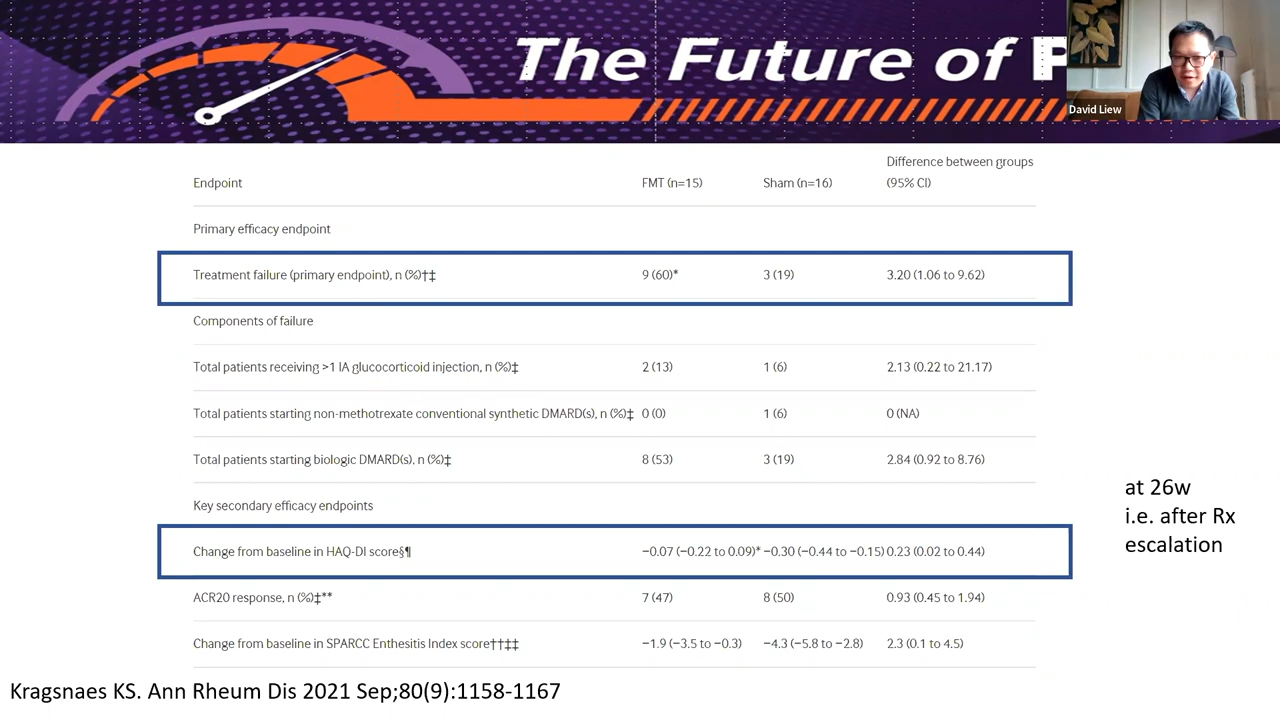 The Future of P
David Liew
Difference between groups
Endpoint FMT (n=15) Sham (n=16) (95% CI)
Primary efficacy endpoint
Treatment failure (primary endpoint), n (%)†‡ 9 (60)* 3 (19) 3.20 (1.06 to 9.62)
Components of failure
Total patients receiving >1 IA glucocorticoid injection, n (%)‡ 2 (13) 1 (6) 2.13 (0.22 to 21.17)
Total patients starting non-methotrexate conventional synthetic DMARD(s), n (%)‡ 0 (0) 1 (6) 0 (NA)
Total patients starting biologic DMARD(s), n (%)‡ 8 (53) 3 (19) 2.84 (0.92 to 8.76)
Key secondary efficacy endpoints
Change from baseline in HAQ-DI score§¶ −0.07 (−0.22 to 0.09)* −0.30 (−0.44 to −0.15) 0.23 (0.02 to 0.44)
ACR20 response, n (%)‡** 7 (47) 8 (50) 0.93 (0.45 to 1.94)
Change from baseline in SPARCC Enthesitis Index score††‡‡ −1.9 (−3.5 to −0.3) −4.3 (−5.8 to −2.8) 2.3 (0.1 to 4.5)
at 26w
i.e. after Rx
escalation
Kragsnaes KS. Ann Rheum Dis 2021 Sep;80(9):1158-1167